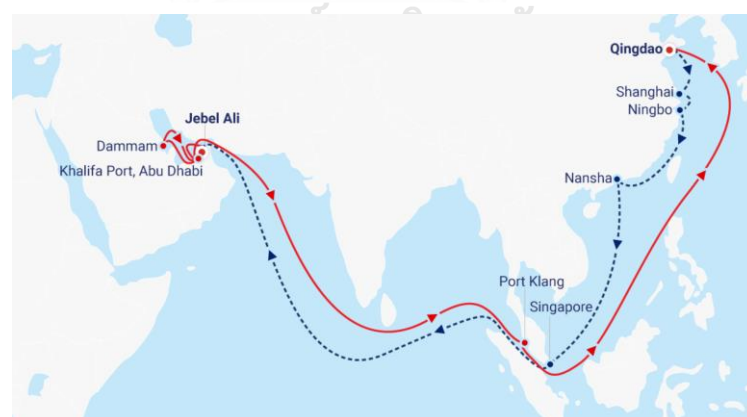 Qingdao
Shanghai
Ningbo
Jebel Ali
Dammam
Khalifa Port, Abu Dhabi
Nansha
Port Klang
Singapore